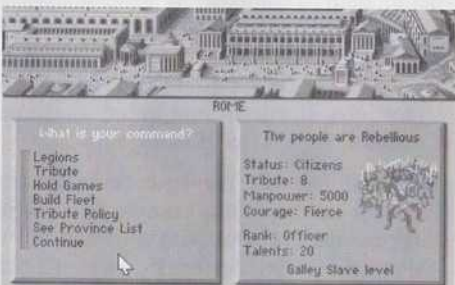 ROME
What is your command?
Legions
Tribute
Hold Games
Build Fleet
Tribute Policy
See Province List
Continue
The people are Rebellious
Status: Citizens
Tribute: 8
Manpower: 5000
Courage: Fierce
Rank: Officer
Talents: 20
Galley Slave level